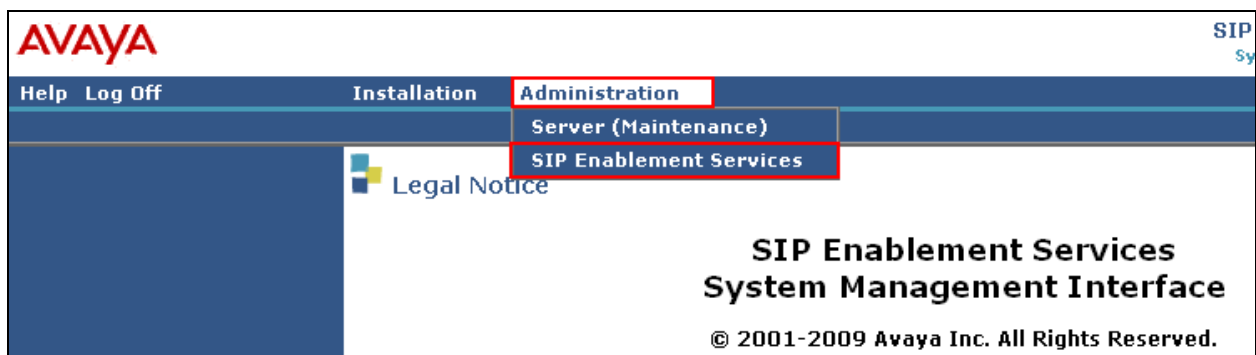 AVAYA
SIP
Sy
Help Log Off Installation Administration
Server (Maintenance)
SIP Enablement Services
Legal Notice
SIP Enablement Services
System Management Interface
© 2001-2009 Avaya Inc. All Rights Reserved.